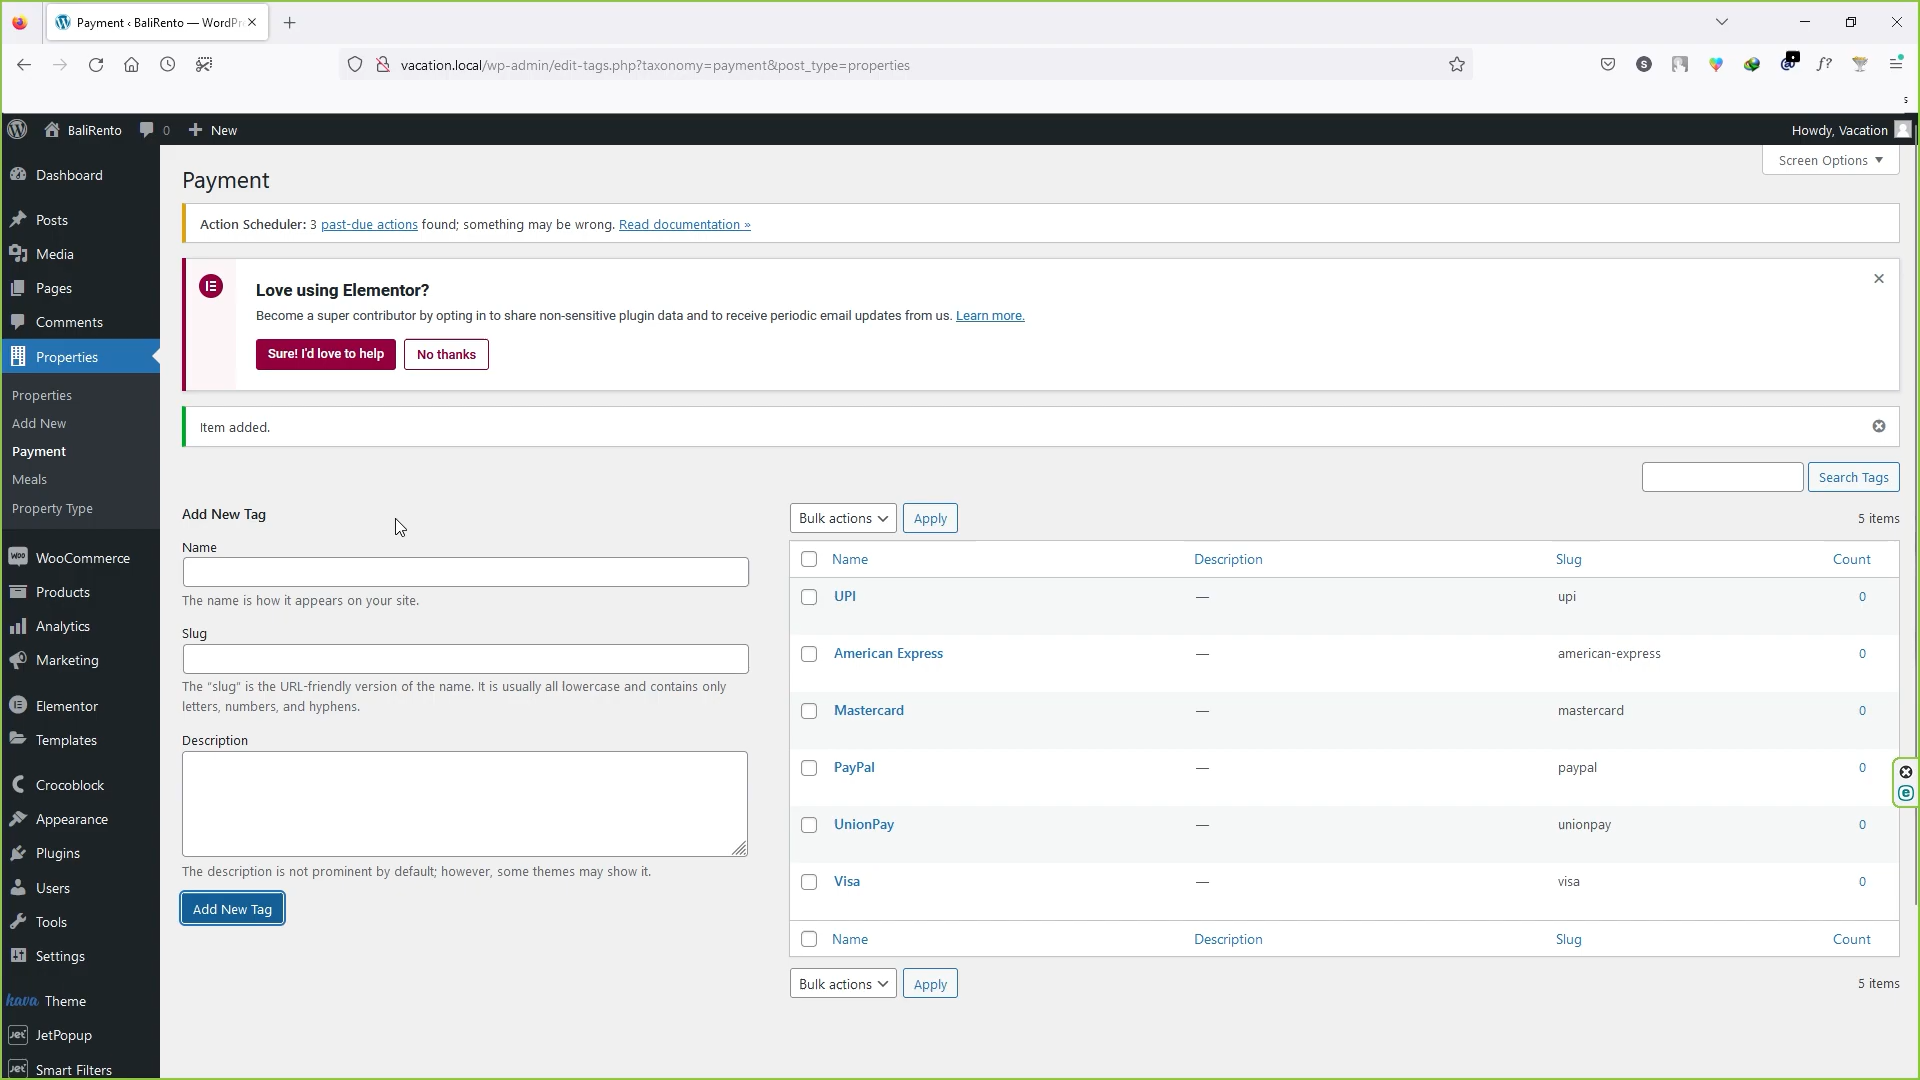 Payment ‹ BaliRento — WordPr
vacation.local/wp-admin/edit-tags.php?taxonomy=payment&post_type=properties
BaliRento
0
New
Howdy, Vacation
Screen Options
Dashboard
Posts
Media
Pages
Comments
Properties
Properties
Add New
Payment
Meals
Property Type
WooCommerce
Products
Analytics
Marketing
Elementor
Templates
Crocoblock
Appearance
Plugins
Users
Tools
Settings
kava Theme
JetPopup
Smart Filters
Payment
Action Scheduler: 3 past-due actions found; something may be wrong. Read documentation »
Love using Elementor?
Become a super contributor by opting in to share non-sensitive plugin data and to receive periodic email updates from us. Learn more.
Sure! I'd love to help
No thanks
Item added.
Search Tags
Add New Tag
Name
The name is how it appears on your site.
Slug
The “slug” is the URL-friendly version of the name. It is usually all lowercase and contains only
letters, numbers, and hyphens.
Description
The description is not prominent by default; however, some themes may show it.
Add New Tag
Bulk actions
Apply
5 items
Name Description Slug Count
UPI — upi 0
American Express — american-express 0
Mastercard — mastercard 0
PayPal — paypal 0
UnionPay — unionpay 0
Visa — visa 0
Name Description Slug Count
Bulk actions
Apply
5 items